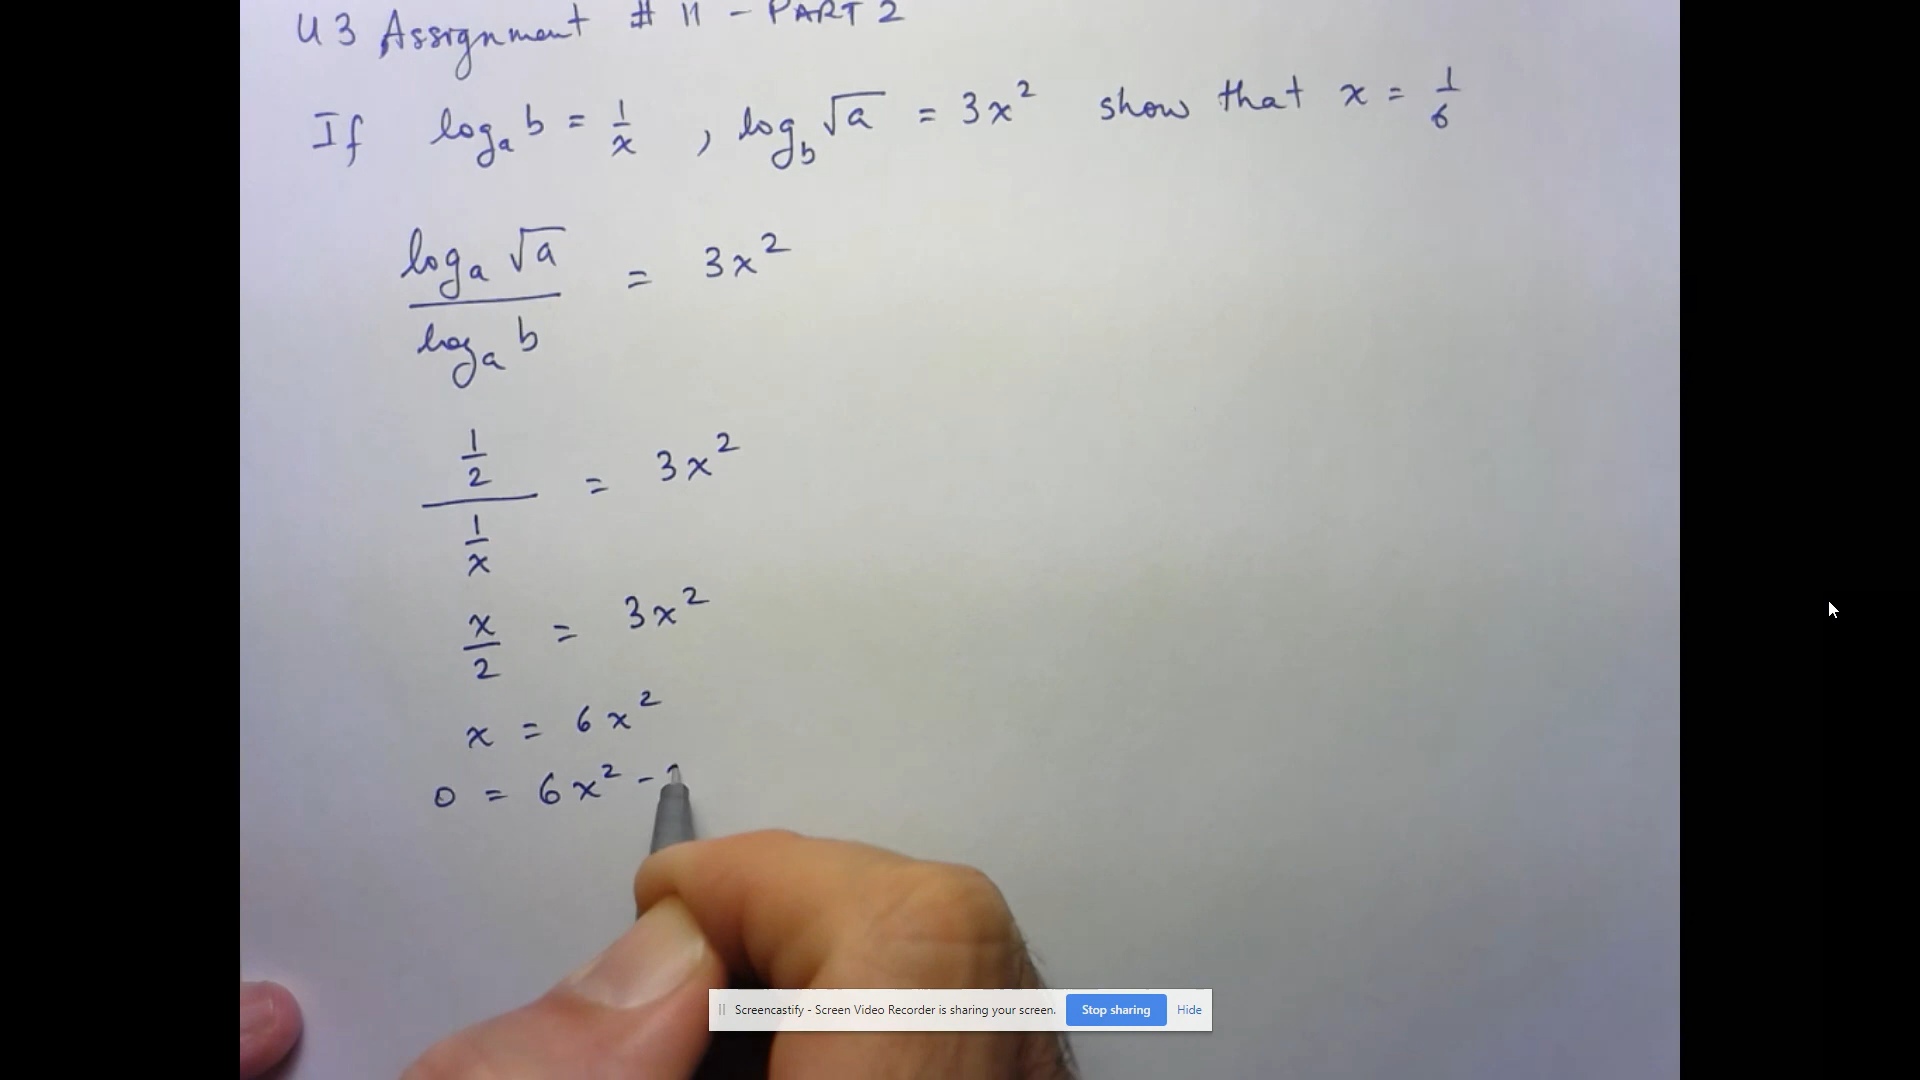 U3 Assignment # 11 - PART 2
If log_a b = 1/x , log_b √a = 3x² show that x = 1/6
log_a √a / log_a b = 3x²
1/2 / 1/x = 3x²
x/2 = 3x²
x = 6x²
0 = 6x² -
Screencastify - Screen Video Recorder is sharing your screen. Stop sharing Hide